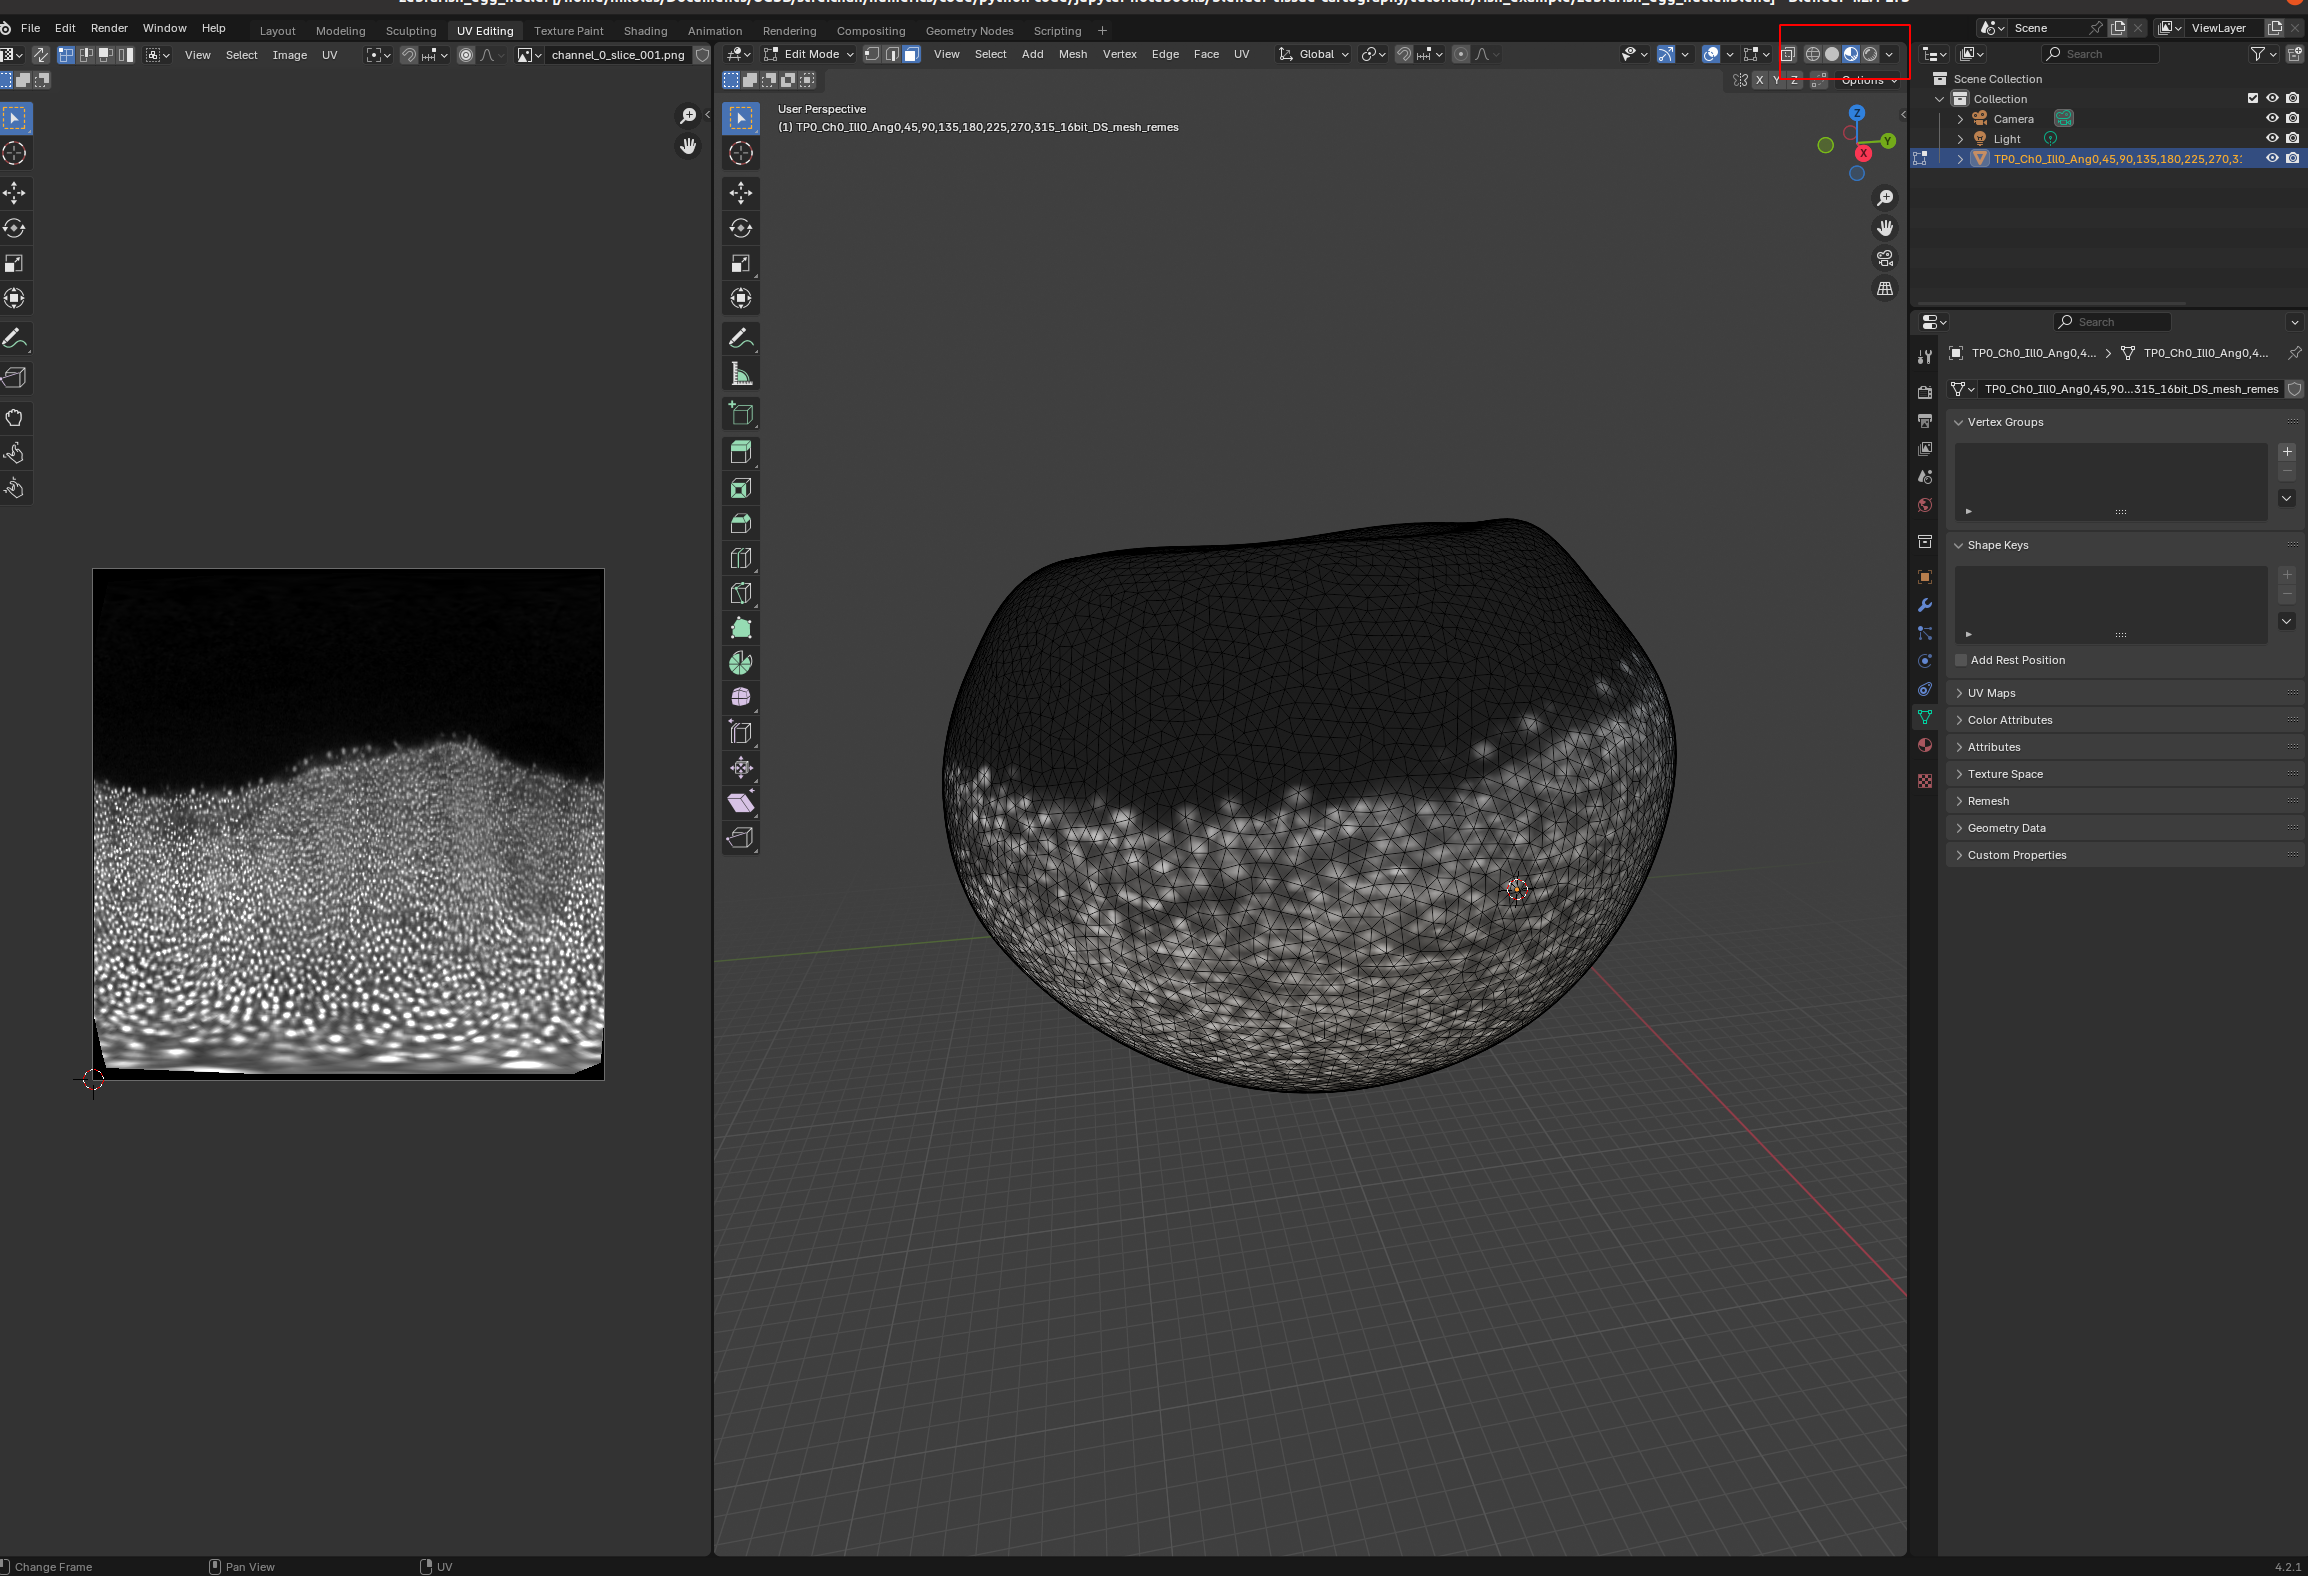 File Edit Render Window Help
Layout Modeling Sculpting UV Editing Texture Paint Shading Animation Rendering Compositing Geometry Nodes Scripting +
Scene
ViewLayer
View Select Image UV
channel_0_slice_001.png
Edit Mode
View Select Add Mesh Vertex Edge Face UV
Global
Search
X Y Z
Options
User Perspective
(1) TP0_Ch0_Ill0_Ang0,45,90,135,180,225,270,315_16bit_DS_mesh_remes
Z
Y
X
Scene Collection
Collection
Camera
Light
TP0_Ch0_Ill0_Ang0,45,90,135,180,225,270,3:
Search
TP0_Ch0_Ill0_Ang0,4... TP0_Ch0_Ill0_Ang0,4...
TP0_Ch0_Ill0_Ang0,45,90...315_16bit_DS_mesh_remes
Vertex Groups
Shape Keys
Add Rest Position
UV Maps
Color Attributes
Attributes
Texture Space
Remesh
Geometry Data
Custom Properties
Change Frame
Pan View
UV
4.2.1